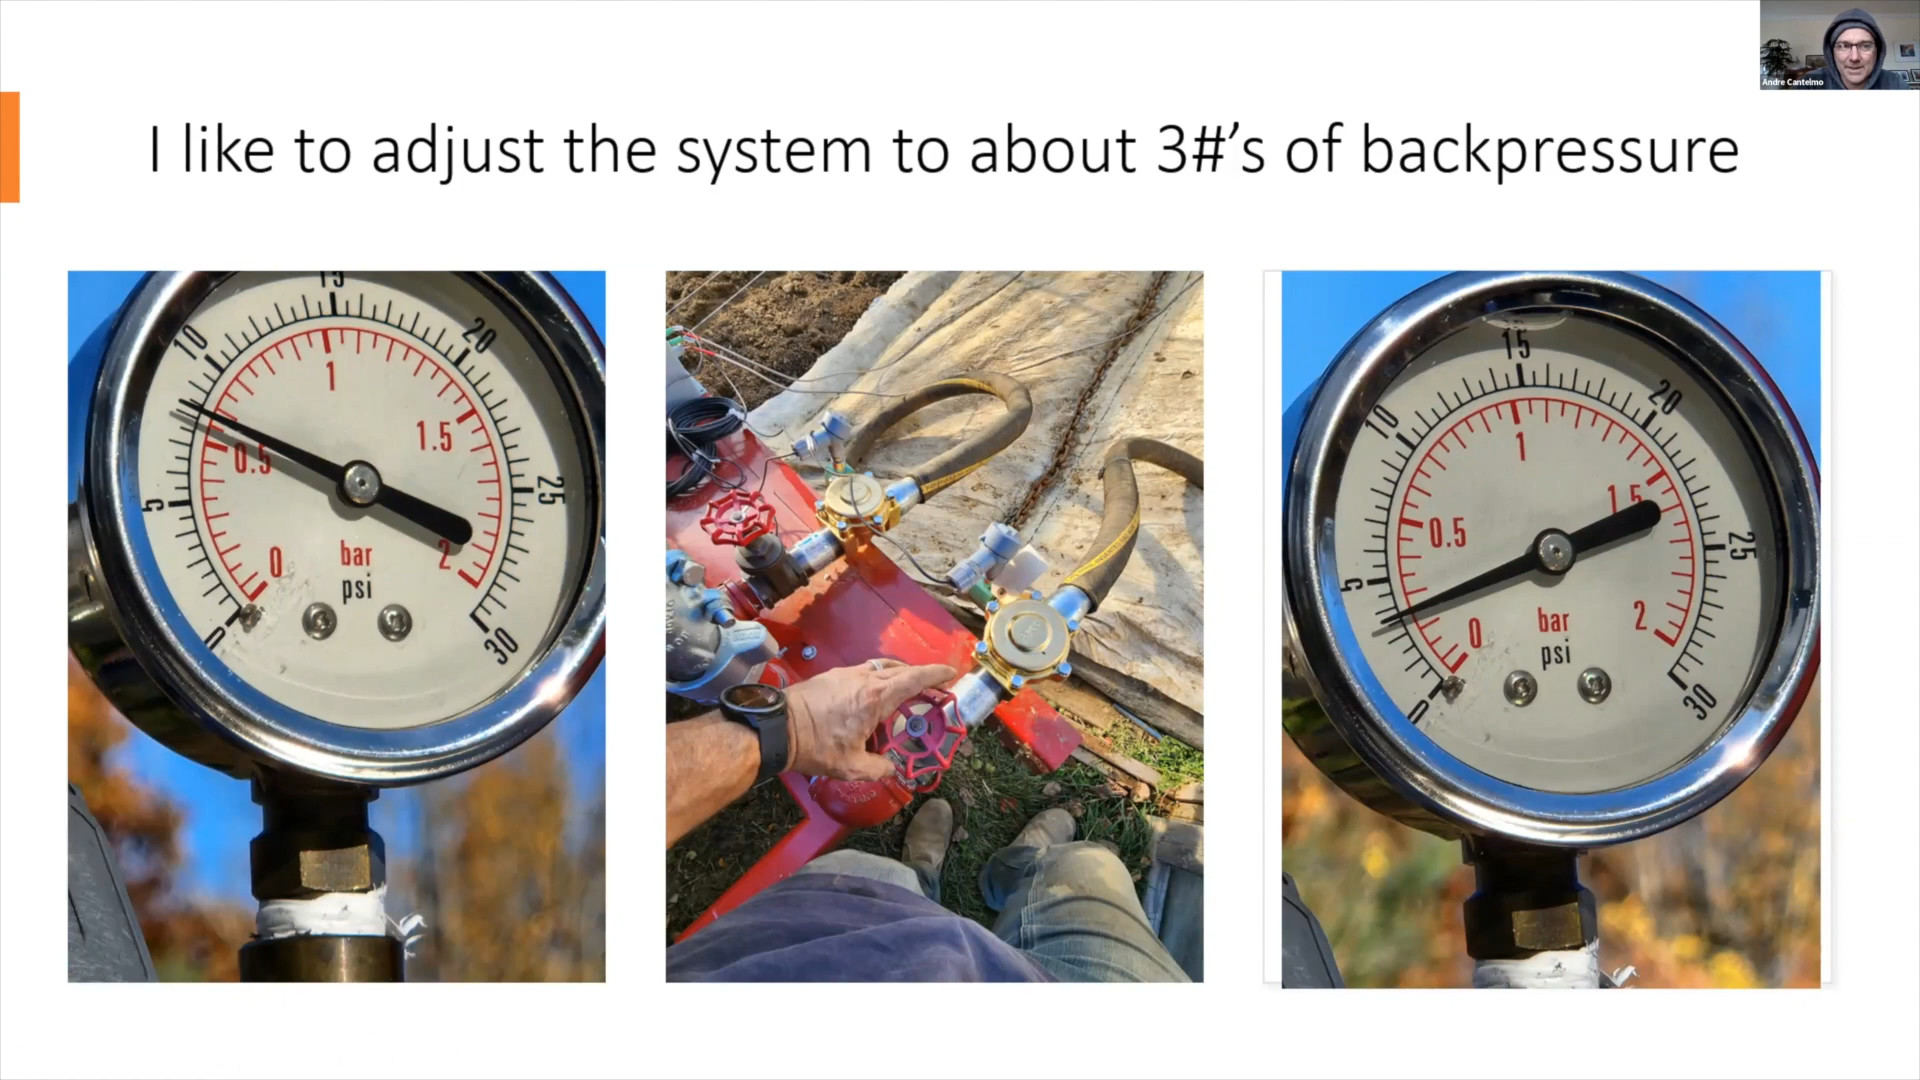 Andre Cantelmo
I like to adjust the system to about 3#'s of backpressure
0 5 10 15 20 25 30
0 0.5 1 1.5 2
bar
psi
0 5 10 15 20 25 30
0 0.5 1 1.5 2
bar
psi